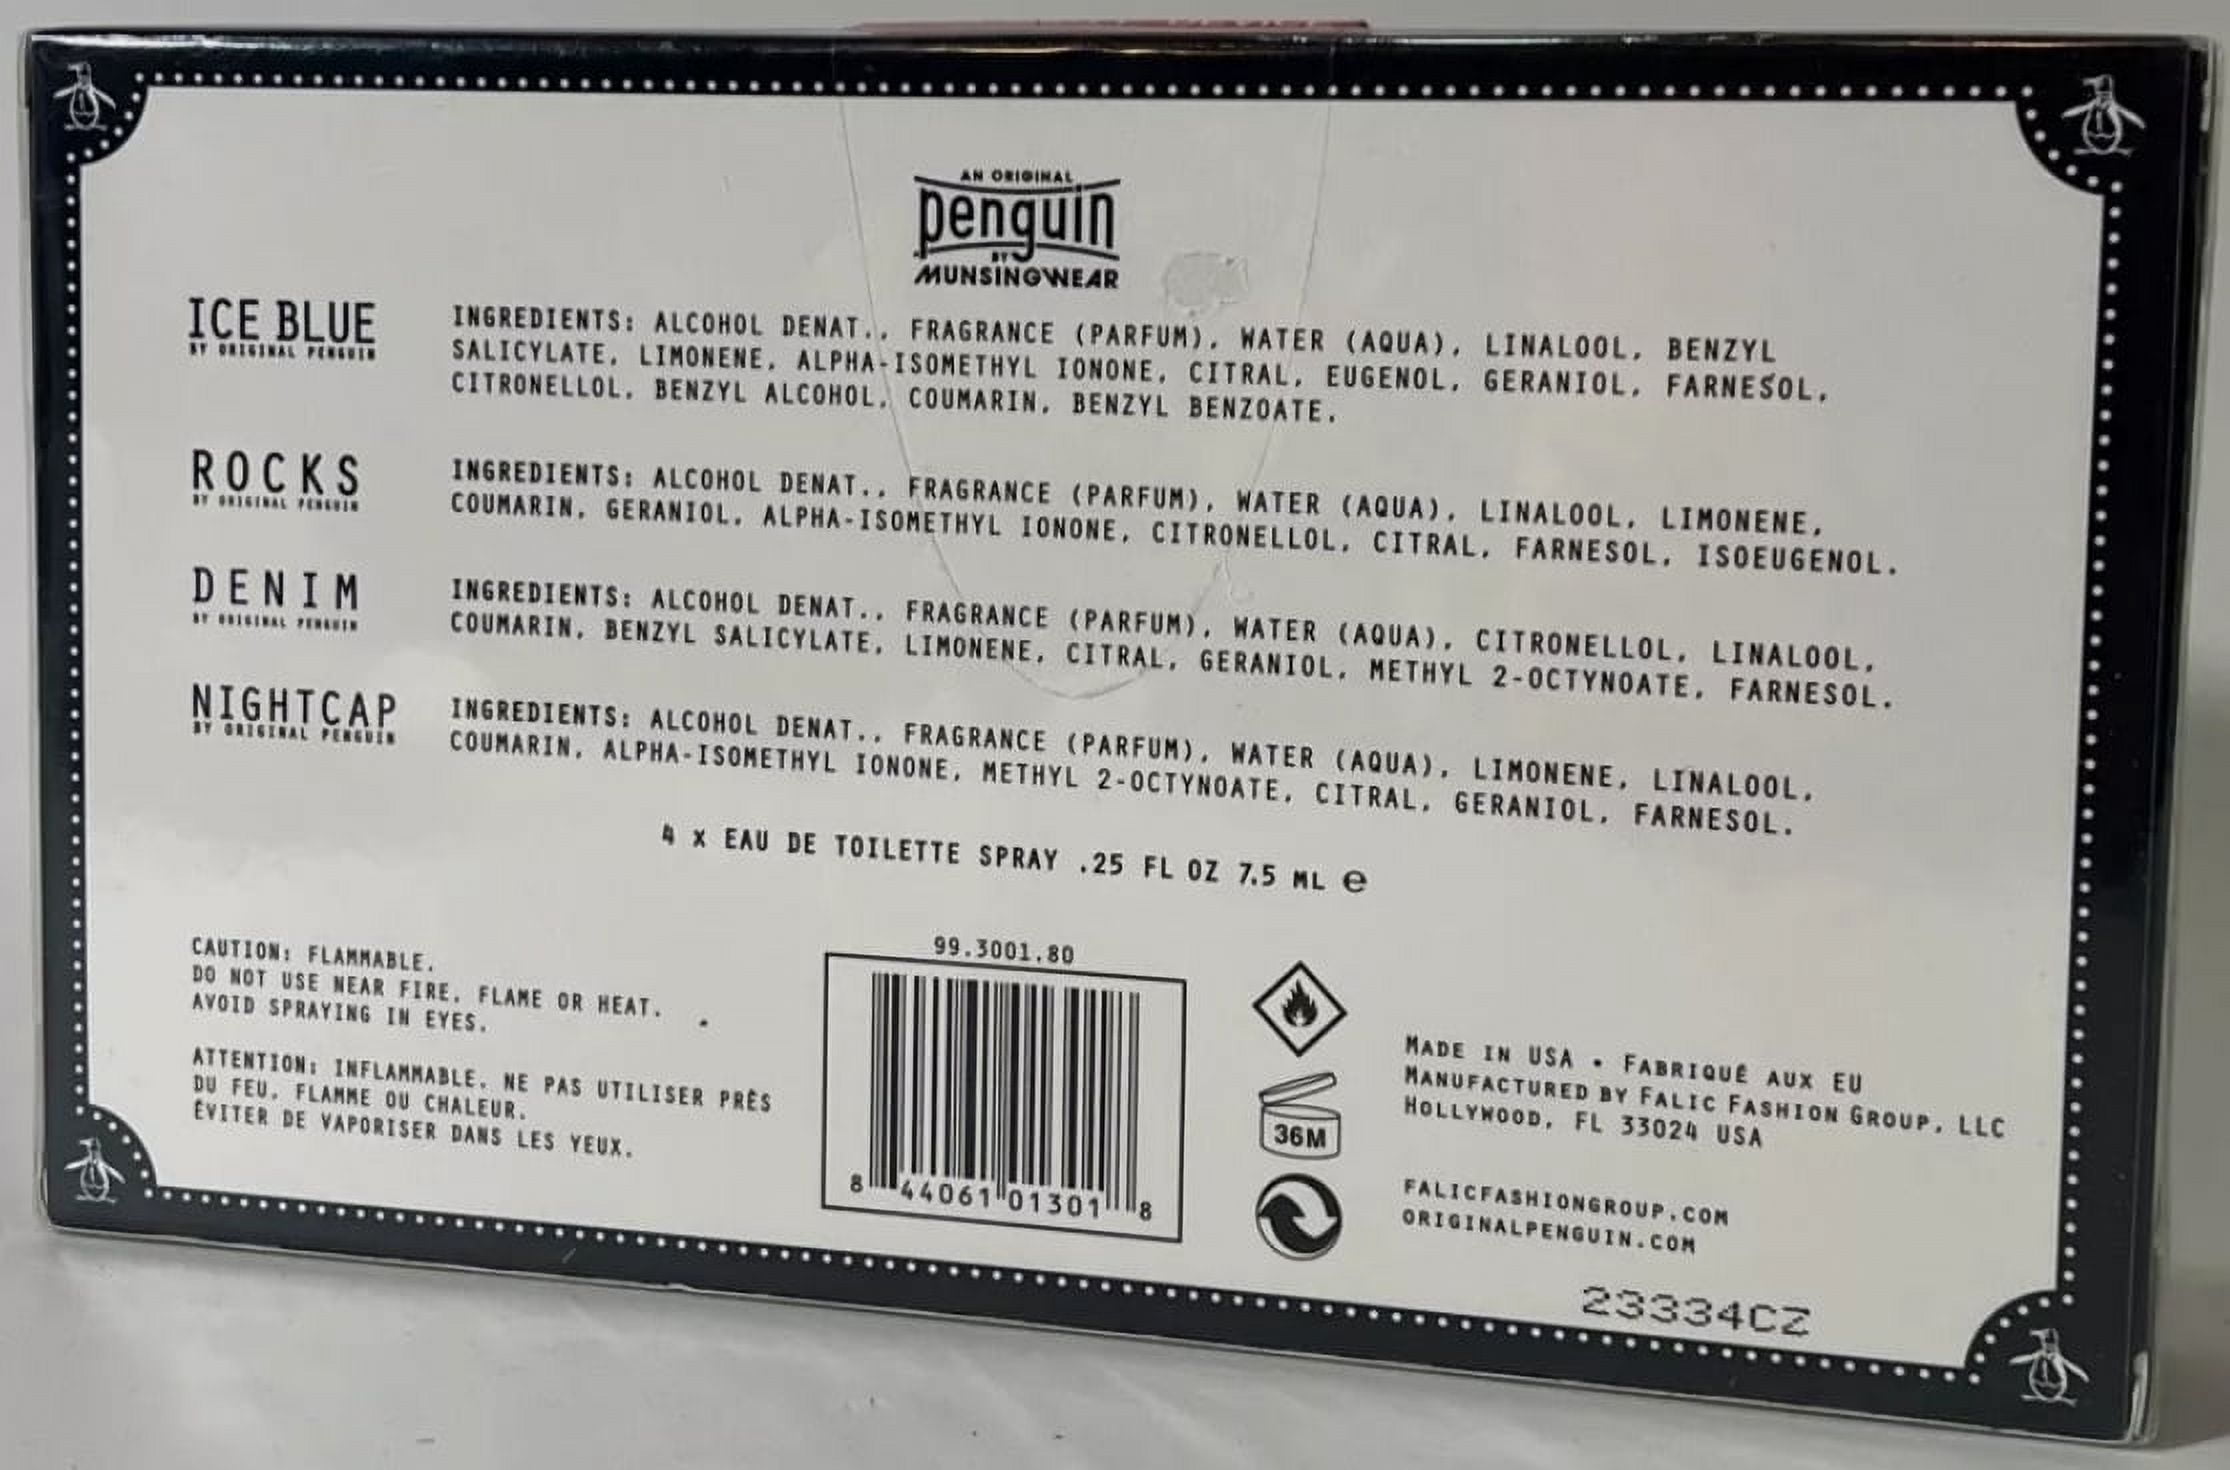 AN ORIGINAL
penguin
BY
MUNSINGWEAR
ICE BLUE
BY ORIGINAL PENGUIN
INGREDIENTS: ALCOHOL DENAT., FRAGRANCE (PARFUM), WATER (AQUA), LINALOOL, BENZYL
SALICYLATE, LIMONENE, ALPHA-ISOMETHYL IONONE, CITRAL, EUGENOL, GERANIOL, FARNESOL,
CITRONELLOL, BENZYL ALCOHOL, COUMARIN, BENZYL BENZOATE.
ROCKS
BY ORIGINAL PENGUIN
INGREDIENTS: ALCOHOL DENAT., FRAGRANCE (PARFUM), WATER (AQUA), LINALOOL, LIMONENE,
COUMARIN, GERANIOL, ALPHA-ISOMETHYL IONONE, CITRONELLOL, CITRAL, FARNESOL, ISOEUGENOL.
DENIM
BY ORIGINAL PENGUIN
INGREDIENTS: ALCOHOL DENAT., FRAGRANCE (PARFUM), WATER (AQUA), CITRONELLOL, LINALOOL,
COUMARIN, BENZYL SALICYLATE, LIMONENE, CITRAL, GERANIOL, METHYL 2-OCTYNOATE, FARNESOL.
NIGHTCAP
BY ORIGINAL PENGUIN
INGREDIENTS: ALCOHOL DENAT., FRAGRANCE (PARFUM), WATER (AQUA), LIMONENE, LINALOOL,
COUMARIN, ALPHA-ISOMETHYL IONONE, METHYL 2-OCTYNOATE, CITRAL, GERANIOL, FARNESOL.
4 X EAU DE TOILETTE SPRAY .25 FL OZ 7.5 ML e
CAUTION: FLAMMABLE.
DO NOT USE NEAR FIRE, FLAME OR HEAT.
AVOID SPRAYING IN EYES.
ATTENTION: INFLAMMABLE. NE PAS UTILISER PRÈS
DU FEU, FLAMME OU CHALEUR.
ÉVITER DE VAPORISER DANS LES YEUX.
99.3001.80
8 44061 01301 8
36M
MADE IN USA • FABRIQUÉ AUX EU
MANUFACTURED BY FALIC FASHION GROUP, LLC
HOLLYWOOD, FL 33024 USA
FALICFASHIONGROUP.COM
ORIGINALPENGUIN.COM
23334CZ